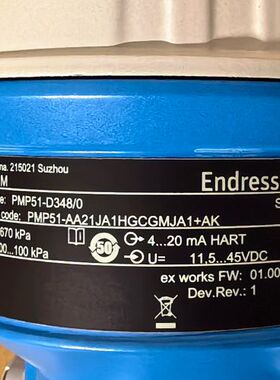 na. 215021 Suzhou
M
Endress
PMP51-D348/0
code: PMP51-AA21JA1HGCGMJA1+AK
670 kPa
50
4...20 mA HART
00...100 kPa
U= 11.5...45VDC
ex works FW: 01.00
Dev.Rev.: 1